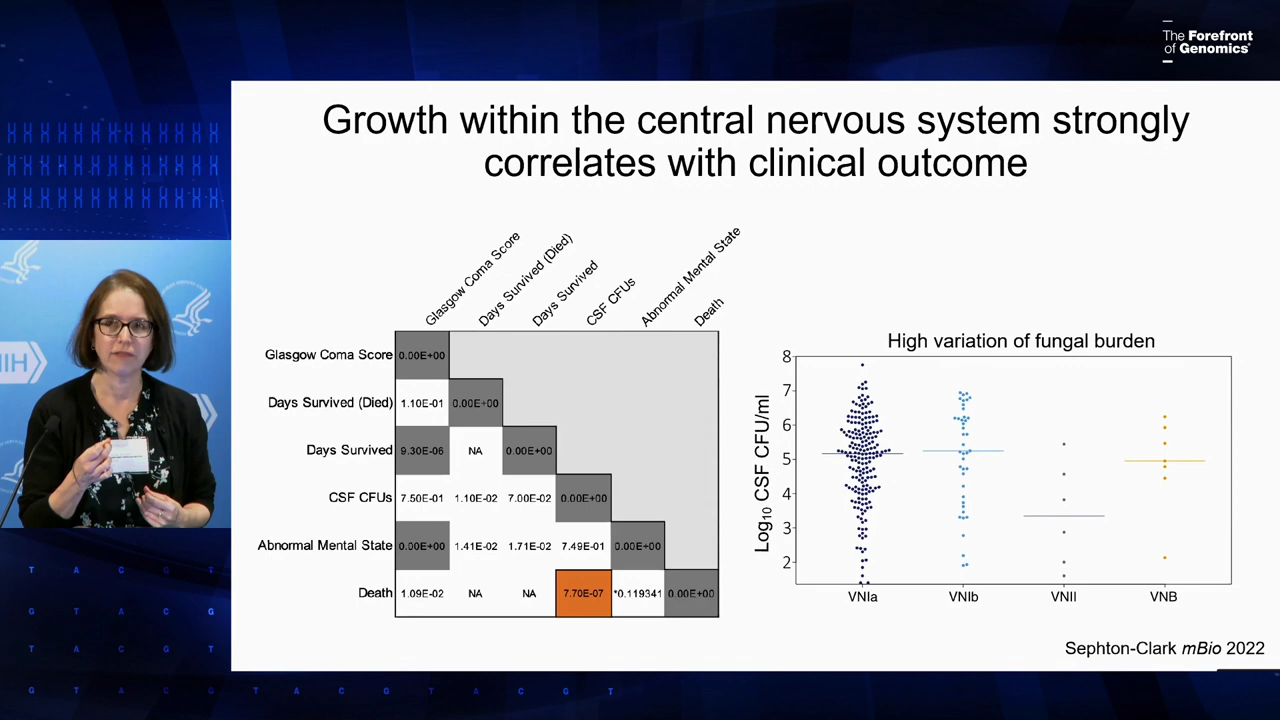 The Forefront
of Genomics®
Growth within the central nervous system strongly
correlates with clinical outcome
Glasgow Coma Score
Days Survived (Died)
Days Survived
CSF CFUs
Abnormal Mental State
Death
Glasgow Coma Score 0.00E+00
Days Survived (Died) 1.10E-01 0.00E+00
Days Survived 9.30E-06 NA 0.00E+00
CSF CFUs 7.50E-01 1.10E-02 7.00E-02 0.00E+00
Abnormal Mental State 0.00E+00 1.41E-02 1.71E-02 7.49E-01 0.00E+00
Death 1.09E-02 NA NA 7.70E-07 *0.119341 0.00E+00
High variation of fungal burden
Log10 CSF CFU/ml
8
7
6
5
4
3
2
VNIa VNIb VNII VNB
Sephton-Clark mBio 2022
NIH
T A C G T
G T A C G
T A C G T
G T A C G T A C G T A C G T